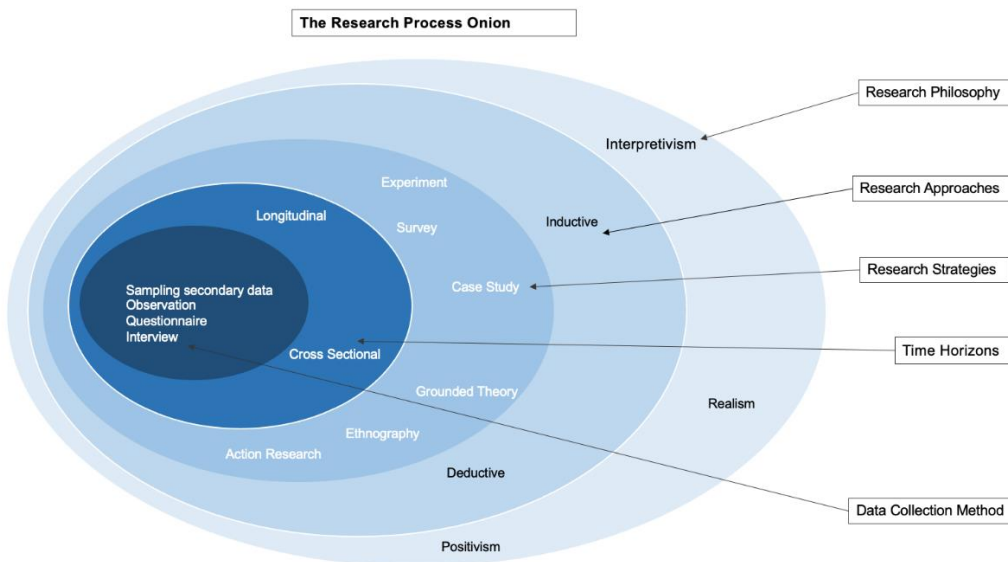 The Research Process Onion
Research Philosophy
Interpretivism
Experiment
Research Approaches
Longitudinal
Inductive
Survey
Research Strategies
Case Study
Sampling secondary data
Observation
Questionnaire
Interview
Time Horizons
Cross Sectional
Grounded Theory
Realism
Ethnography
Action Research
Deductive
Data Collection Method
Positivism